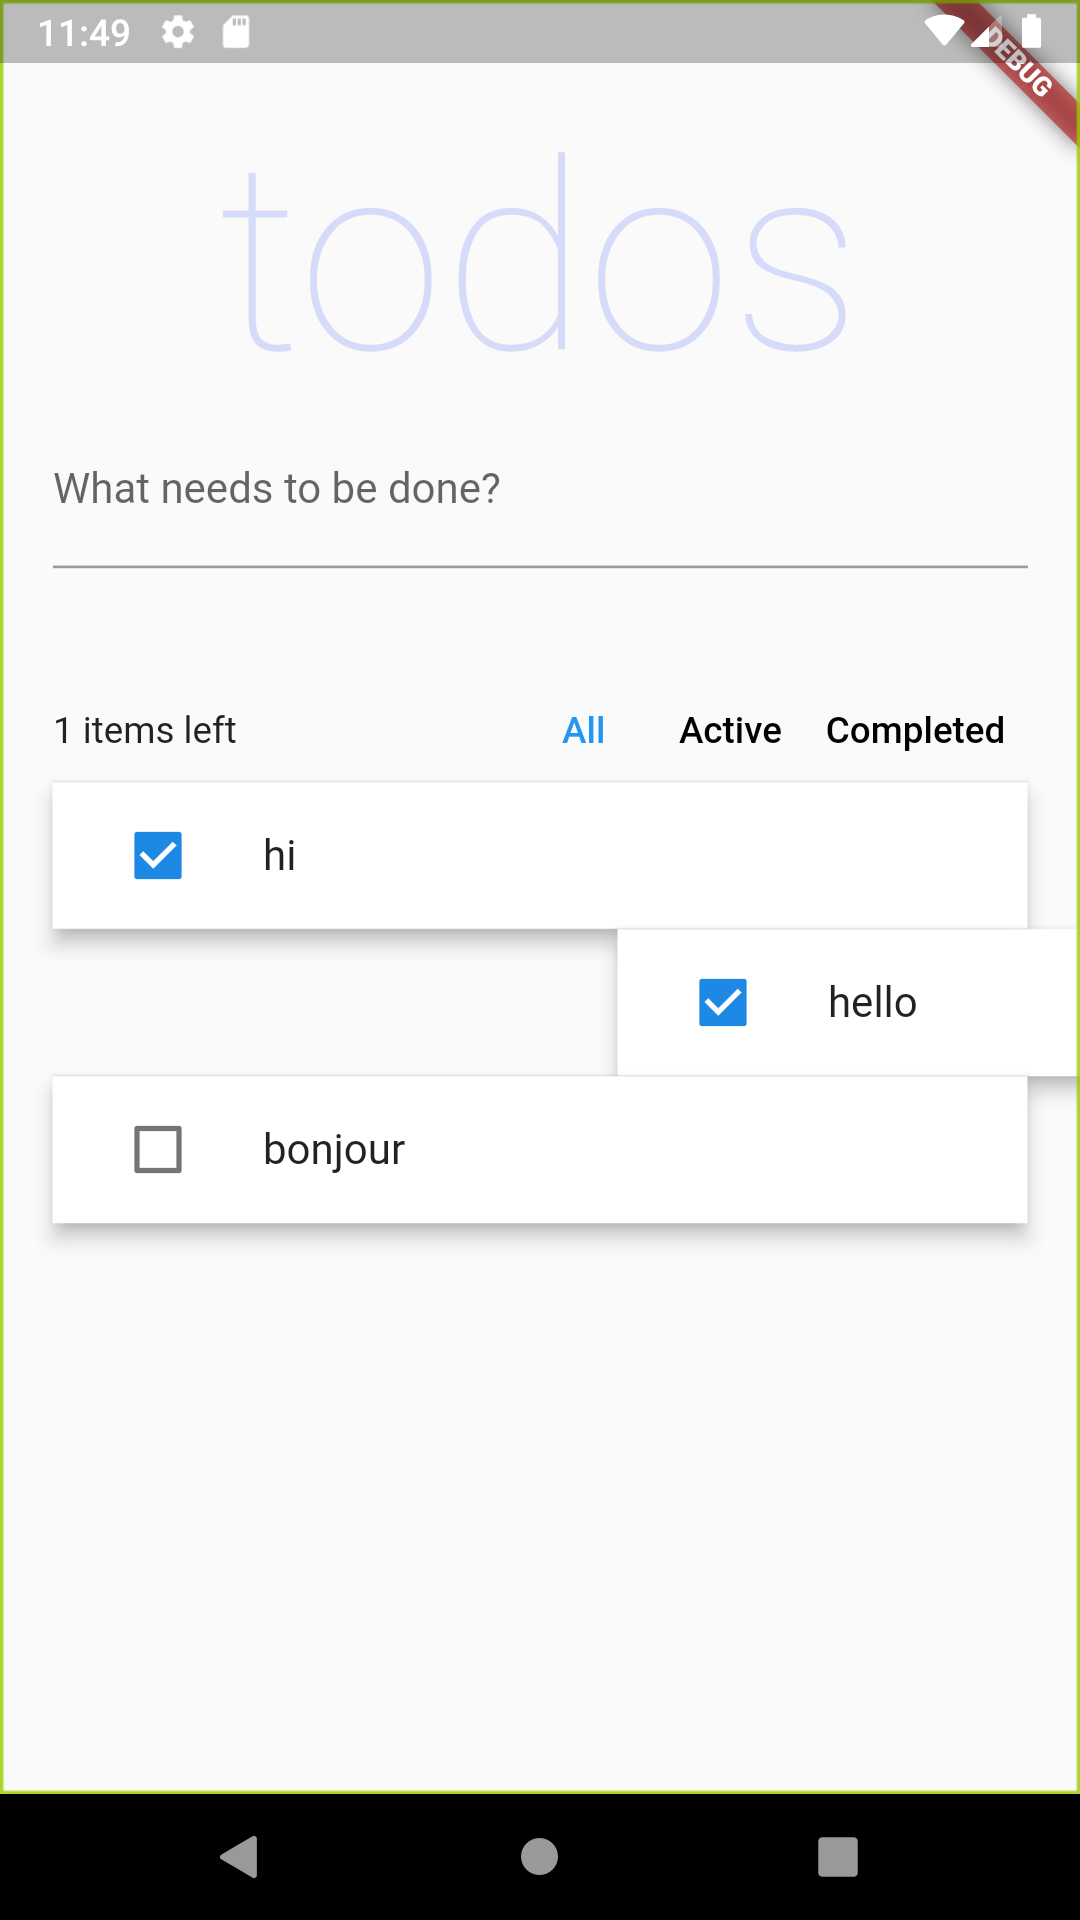 11:49
DEBUG
todos
What needs to be done?
1 items left All Active Completed
hi
hello
bonjour